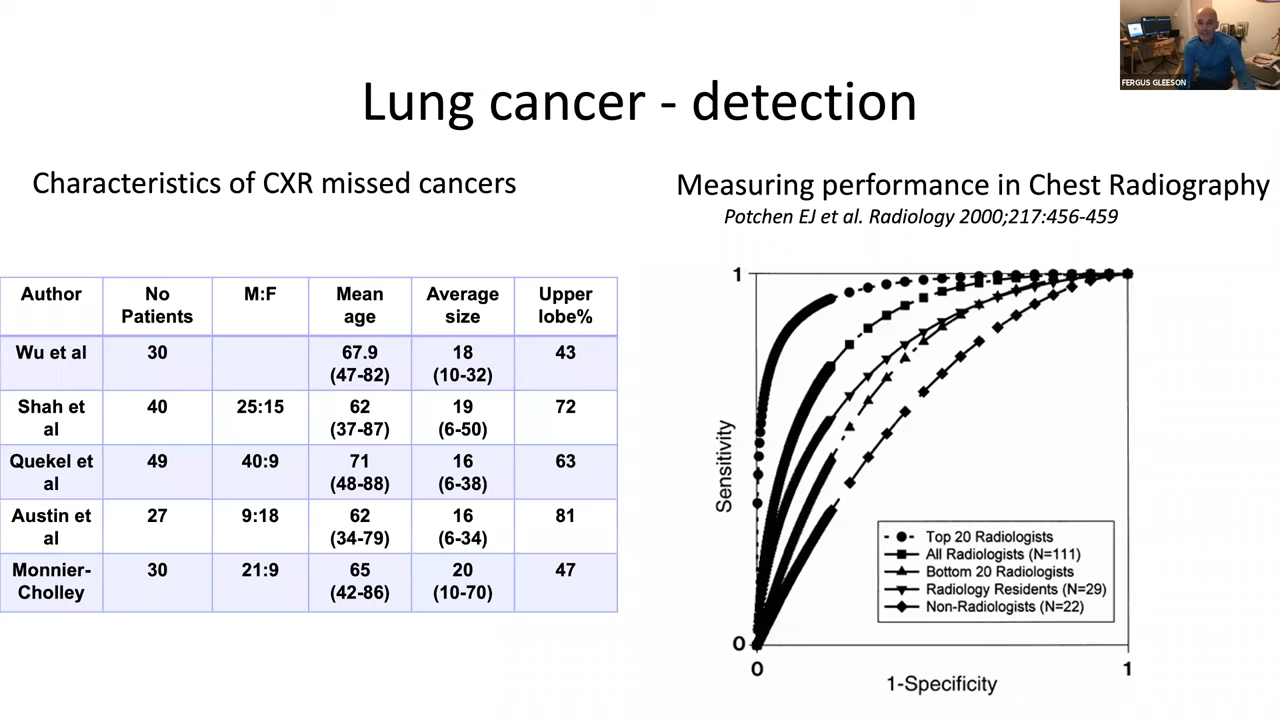 FERGUS GLEESON
Lung cancer - detection
Characteristics of CXR missed cancers
Author No Patients M:F Mean age Average size Upper lobe%
Wu et al 30 67.9 (47-82) 18 (10-32) 43
Shah et al 40 25:15 62 (37-87) 19 (6-50) 72
Quekel et al 49 40:9 71 (48-88) 16 (6-38) 63
Austin et al 27 9:18 62 (34-79) 16 (6-34) 81
Monnier-Cholley 30 21:9 65 (42-86) 20 (10-70) 47
Measuring performance in Chest Radiography
Potchen EJ et al. Radiology 2000;217:456-459
1
Sensitivity
Top 20 Radiologists
All Radiologists (N=111)
Bottom 20 Radiologists
Radiology Residents (N=29)
Non-Radiologists (N=22)
0
0 1
1-Specificity